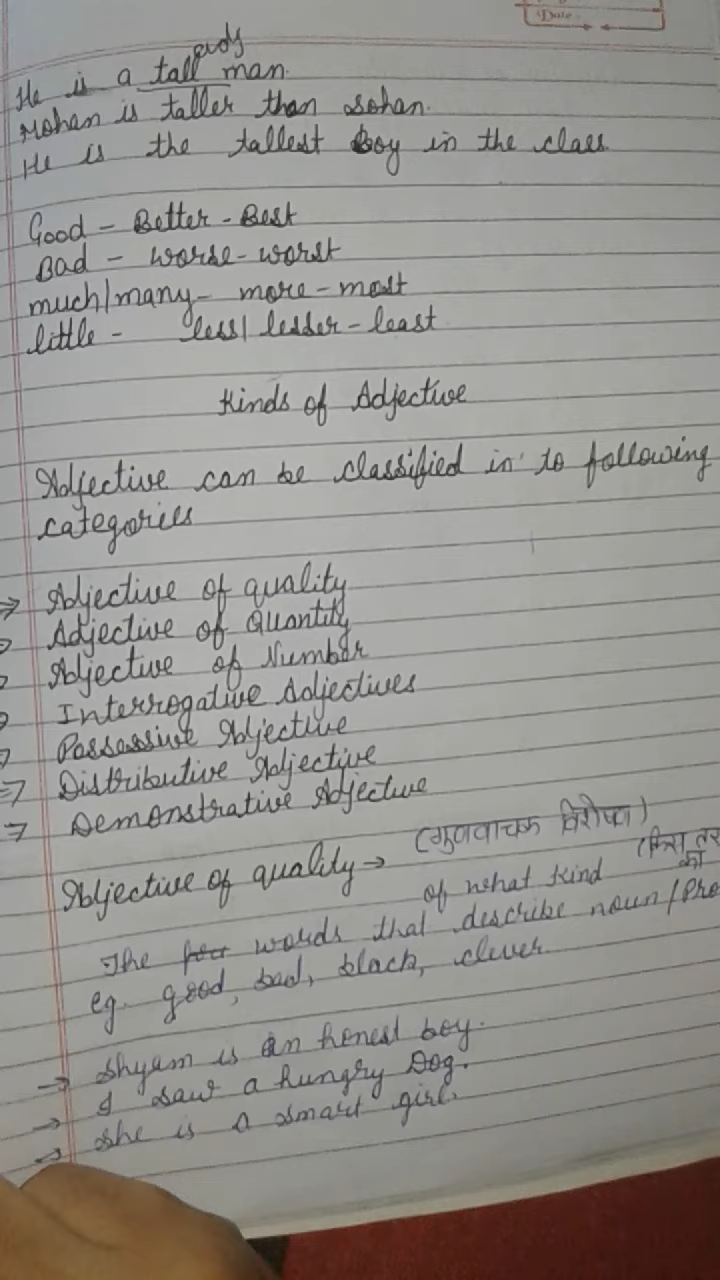 Date
adj
He is a tall man.
Mohan is taller than Sohan.
He is the tallest boy in the class.
Good - Better - Best
Bad - worse - worst
much/many - more - most
little - less/lesser - least
Kinds of Adjective
Adjective can be classified in to following
categories
→ Adjective of quality
→ Adjective of Quantity
→ Adjective of Number
→ Interrogative Adjectives
→ Possessive Adjective
→ Distributive Adjective
→ Demonstrative Adjective
Adjective of quality → (गुणवाचक विशेषण)
of what kind (किस तर
का
The words that describe noun/Pro
eg. good, bad, black, clever
→ Shyam is an honest boy.
→ I saw a hungry Dog.
→ She is a smart girl.